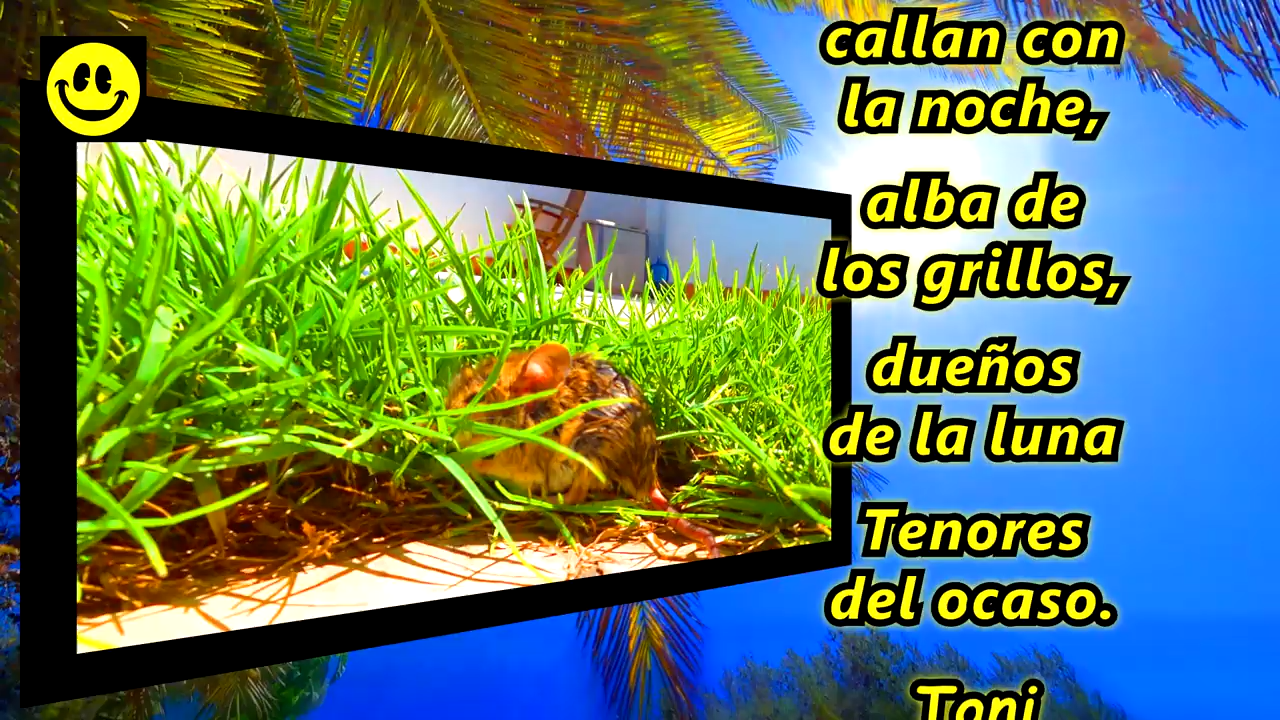 callan con
la noche,
alba de
los grillos,
dueños
de la luna
Tenores
del ocaso.
Toni